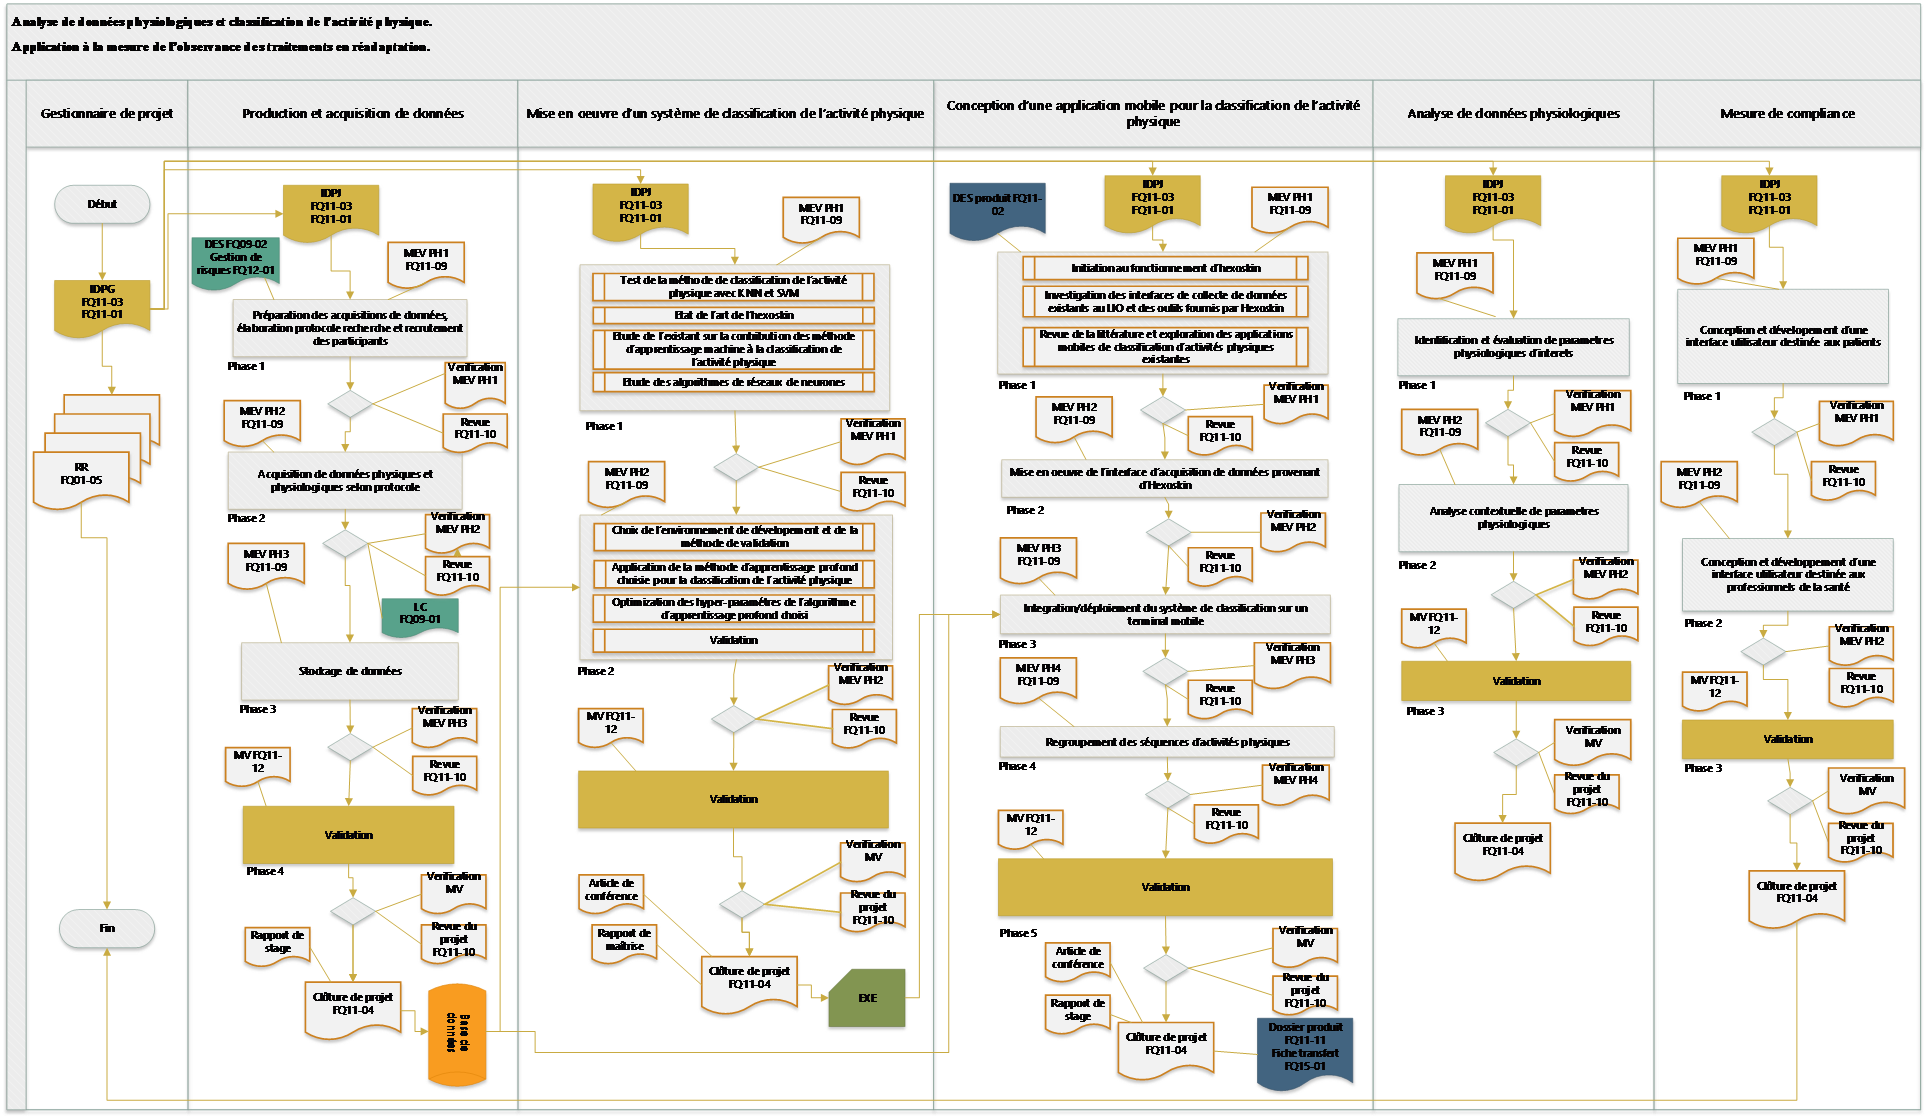 Analyse de données physiologiques et classification de l'activité physique.
Application à la mesure de l'observance des traitements en réadaptation.
Gestionnaire de projet
Production et acquisition de données
Mise en oeuvre d'un système de classification de l'activité physique
Conception d'une application mobile pour la classification de l'activité
physique
Analyse de données physiologiques
Mesure de compliance
Début
IDPG
FQ11-03
FQ11-01
RR
FQ01-05
Fin
IDPJ
FQ11-03
FQ11-01
DES FQ09-02
Gestion de
risques FQ12-01
MEV PH1
FQ11-09
Préparation des acquisitions de données,
élaboration protocole recherche et recrutement
des participants
Phase 1
Verification
MEV PH1
MEV PH2
FQ11-09
Revue
FQ11-10
Acquisition de données physiques et
physiologiques selon protocole
Phase 2
Verification
MEV PH2
MEV PH3
FQ11-09
Revue
FQ11-10
LC
FQ09-01
Stockage de données
Phase 3
Verification
MEV PH3
MV FQ11-
12
Revue
FQ11-10
Validation
Phase 4
Verification
MV
Rapport de
stage
Revue du
projet
FQ11-10
Clôture de projet
FQ11-04
Base de
données
IDPJ
FQ11-03
FQ11-01
MEV PH1
FQ11-09
Test de la méthode de classification de l'activité
physique avec KNN et SVM
Etat de l'art de l'hexoskin
Etude de l'existant sur la contibution des méthode
d'apprentissage machine à la classification de
l'activité physique
Etude des algorithmes de réseaux de neurones
Phase 1
Verification
MEV PH1
MEV PH2
FQ11-09
Revue
FQ11-10
Choix de l'environnement de dévelopement et de la
méthode de validation
Application de la méthode d'apprentissage profond
choisie pour la classification de l'activité physique
Optimization des hyper-paramétres de l'algorithme
d'apprentissage profond choisi
Validation
Phase 2
Verification
MEV PH2
MV FQ11-
12
Revue
FQ11-10
Validation
Verification
MV
Article de
conférence
Revue du
projet
FQ11-10
Rapport de
maîtrise
Clôture de projet
FQ11-04
EXE
DES produit FQ11-
02
IDPJ
FQ11-03
FQ11-01
MEV PH1
FQ11-09
Initiation au fonctionnement d'hexoskin
Investigation des interfaces de collecte de données
existants au LIO et des outils fournis par Hexoskin
Revue de la littérature et exploration des applications
mobiles de classification d'activités physiques
existantes
Phase 1
Verification
MEV PH1
MEV PH2
FQ11-09
Revue
FQ11-10
Mise en oeuvre de l'interface d'acquisition de données provenant
d'Hexoskin
Phase 2
Verification
MEV PH2
MEV PH3
FQ11-09
Revue
FQ11-10
Integration/déploiement du système de classification sur un
terminal mobile
Phase 3
Verification
MEV PH3
MEV PH4
FQ11-09
Revue
FQ11-10
Regroupement des séquences d'activités physiques
Phase 4
Verification
MEV PH4
MV FQ11-
12
Revue
FQ11-10
Validation
Phase 5
Verification
MV
Article de
conférence
Revue du
projet
FQ11-10
Rapport de
stage
Clôture de projet
FQ11-04
Dossier produit
FQ11-11
Fiche transfert
FQ15-01
IDPJ
FQ11-03
FQ11-01
MEV PH1
FQ11-09
Identification et évaluation de parametres
physiologiques d'interets
Phase 1
Verification
MEV PH1
MEV PH2
FQ11-09
Revue
FQ11-10
Analyse contextuelle de parametres
physiologiques
Phase 2
Verification
MEV PH2
MV FQ11-
12
Revue
FQ11-10
Validation
Phase 3
Verification
MV
Revue du
projet
FQ11-10
Clôture de projet
FQ11-04
IDPJ
FQ11-03
FQ11-01
MEV PH1
FQ11-09
Conception et dévelopement d'une
interface utilisateur destinée aux patients
Phase 1
Verification
MEV PH1
MEV PH2
FQ11-09
Revue
FQ11-10
Conception et développement d'une
interface utilisateur destinée aux
professionnels de la santé
Phase 2
Verification
MEV PH2
MV FQ11-
12
Revue
FQ11-10
Validation
Phase 3
Verification
MV
Revue du
projet
FQ11-10
Clôture de projet
FQ11-04